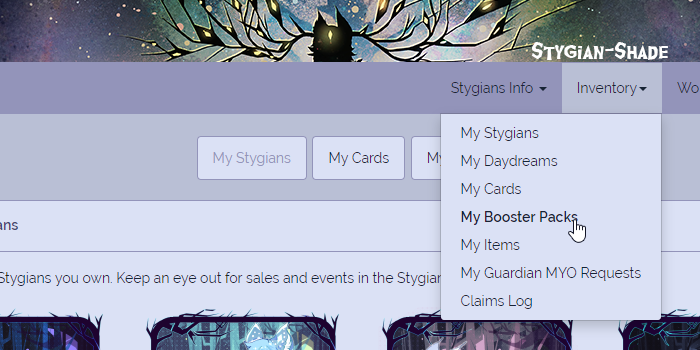 Stygian-Shade
Stygians Info
Inventory
Wo
My Stygians
My Cards
My
My Stygians
My Daydreams
My Cards
My Booster Packs
My Items
My Guardian MYO Requests
Claims Log
ans
Stygians you own. Keep an eye out for sales and events in the Stygian